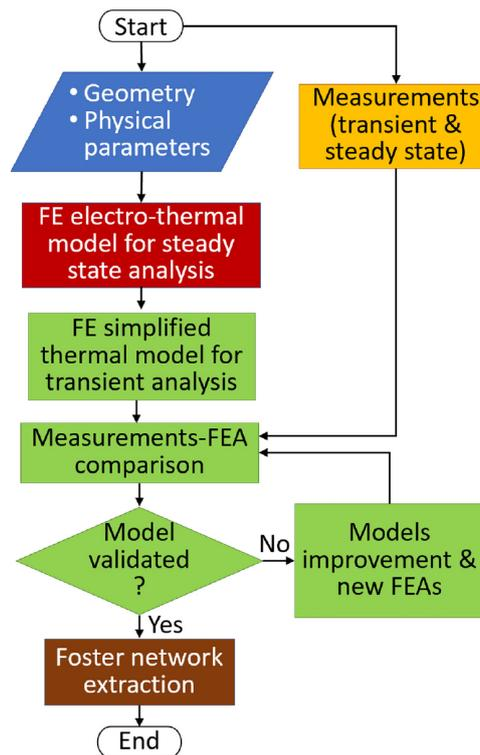 Start
• Geometry
• Physical
parameters
Measurements
(transient &
steady state)
FE electro-thermal
model for steady
state analysis
FE simplified
thermal model for
transient analysis
Measurements-FEA
comparison
Model
validated
?
No
Models
improvement &
new FEAs
Yes
Foster network
extraction
End